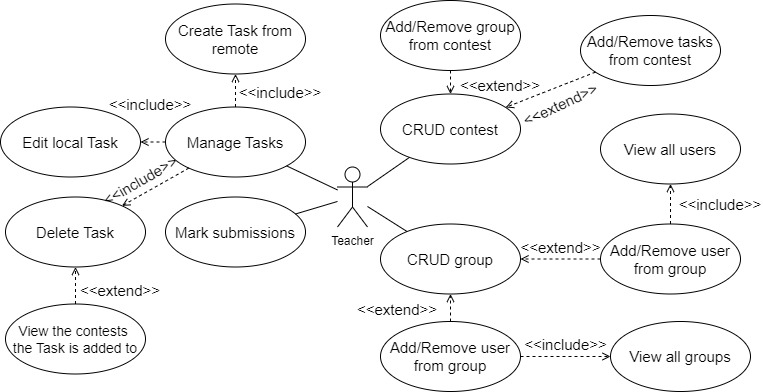 Create Task from
remote
Add/Remove group
from contest
Add/Remove tasks
from contest
<<include>>
<<include>>
<<extend>>
<<extend>>
Edit local Task
Manage Tasks
CRUD contest
View all users
<<include>>
<<include>>
Delete Task
Mark submissions
Teacher
CRUD group
<<extend>>
Add/Remove user
from group
<<extend>>
<<extend>>
View the contests
the Task is added to
Add/Remove user
from group
<<include>>
View all groups